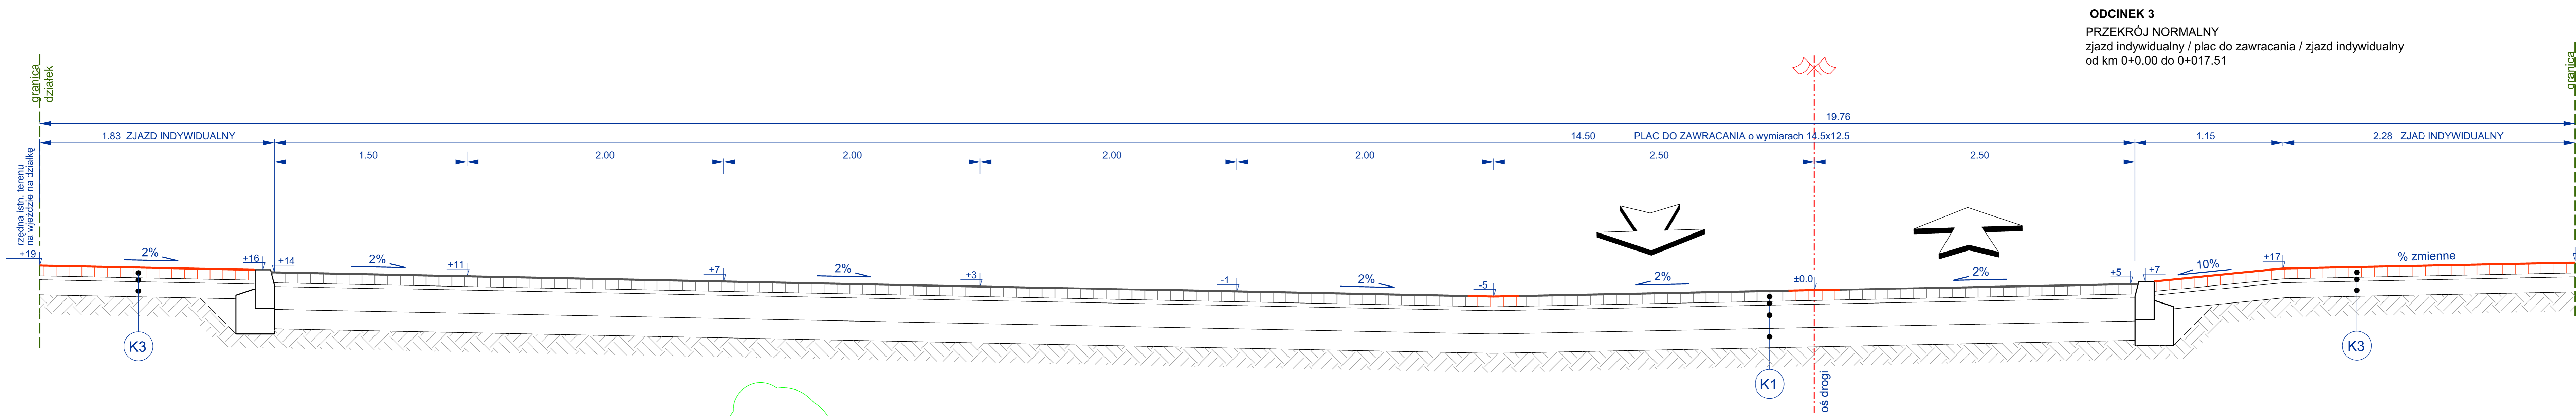 ODCINEK 3
PRZEKRÓJ NORMALNY
zjazd indywidualny / plac do zawracania / zjazd indywidualny
od km 0+0.00 do 0+017.51
granica
działek
granica
19.76
1.83 ZJAZD INDYWIDUALNY
14.50 PLAC DO ZAWRACANIA o wymiarach 14.5x12.5
1.15
2.28 ZJAD INDYWIDUALNY
1.50
2.00
2.00
2.00
2.00
2.50
2.50
rzędna istn. terenu
na wjeździe na działkę
+19
2%
+16
+14
2%
+11
+7
2%
+3
-1
2%
-5
2%
±0.0
2%
+5
+7
10%
+17
% zmienne
K3
K1
K3
oś drogi